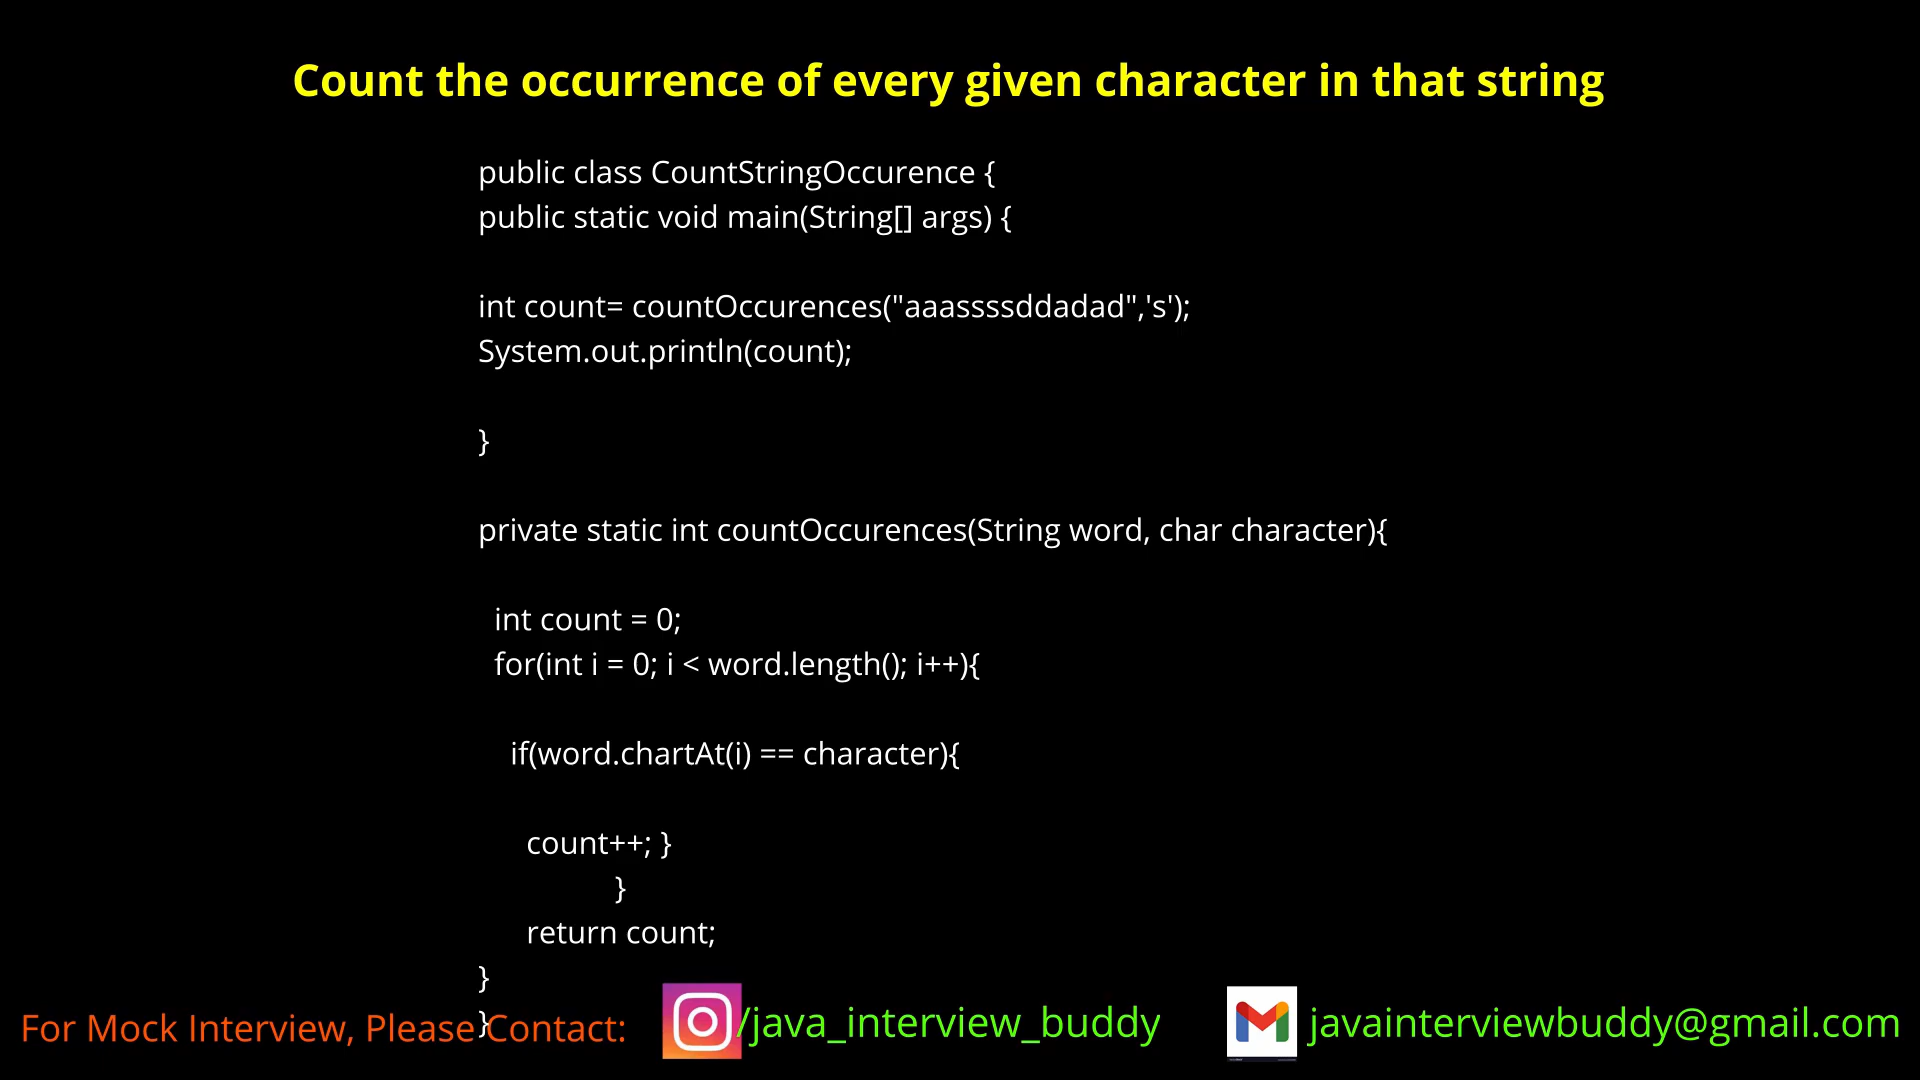 Count the occurrence of every given character in that string
public class CountStringOccurence {
public static void main(String[] args) {
int count= countOccurences("aaassssddadad",'s');
System.out.println(count);
}
private static int countOccurences(String word, char character){
int count = 0;
for(int i = 0; i < word.length(); i++){
if(word.chartAt(i) == character){
count++; }
}
return count;
}
}
For Mock Interview, Please Contact: /java_interview_buddy javainterviewbuddy@gmail.com